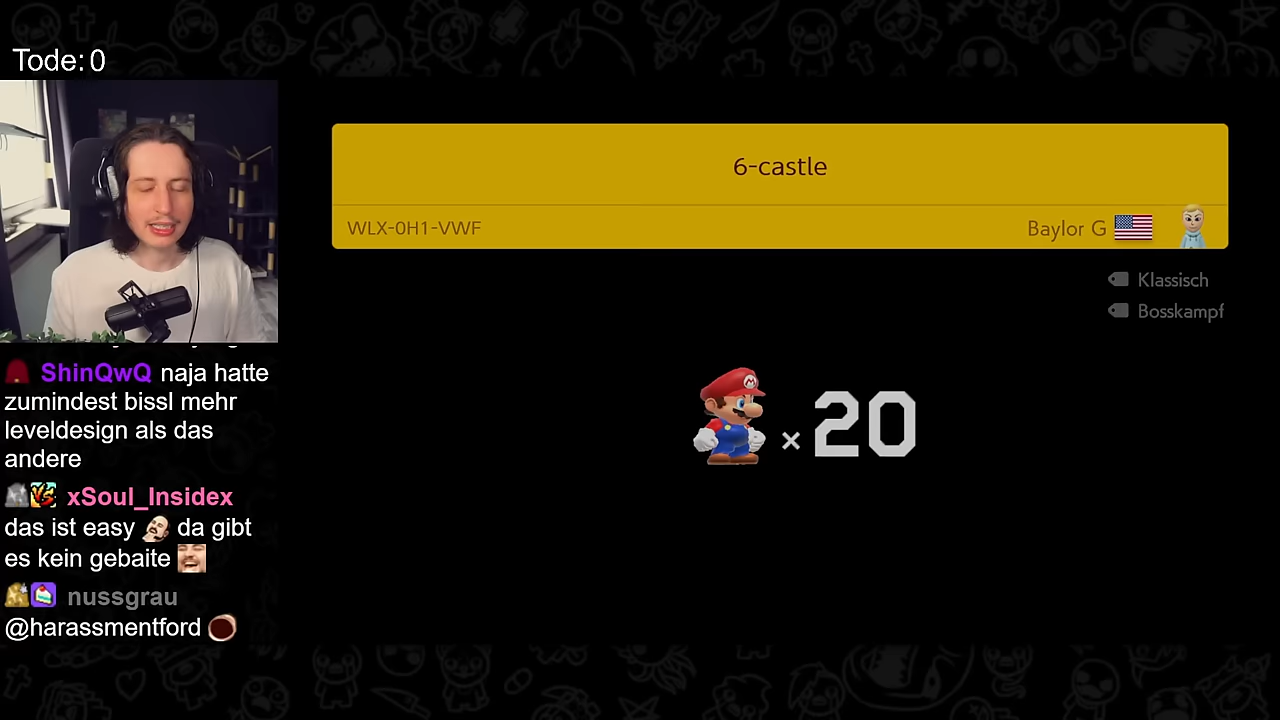 Tode: 0
6-castle
WLX-0H1-VWF
Baylor G
Klassisch
Bosskampf
× 20
ShinQwQ naja hatte
zumindest bissl mehr
leveldesign als das
andere
xSoul_Insidex
das ist easy da gibt
es kein gebaite
nussgrau
@harassmentford